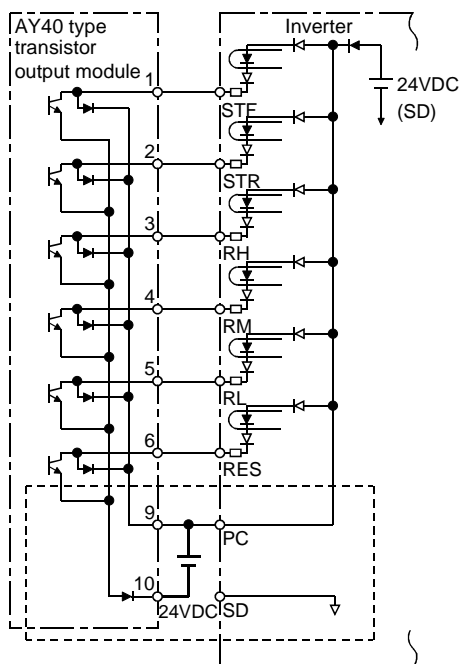 AY40 type
transistor
output module
Inverter
24VDC
(SD)
1
STF
2
STR
3
RH
4
RM
5
RL
6
RES
9
PC
10
24VDC
SD